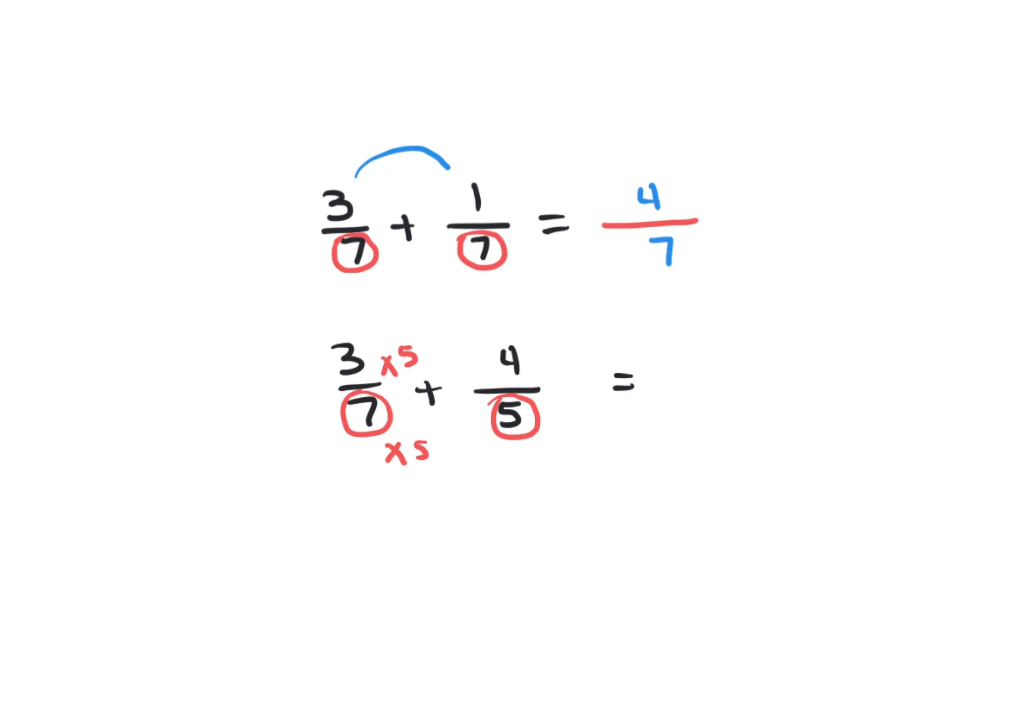 3/7 + 1/7 = 4/7
3/7 x5 x5 + 4/5 =